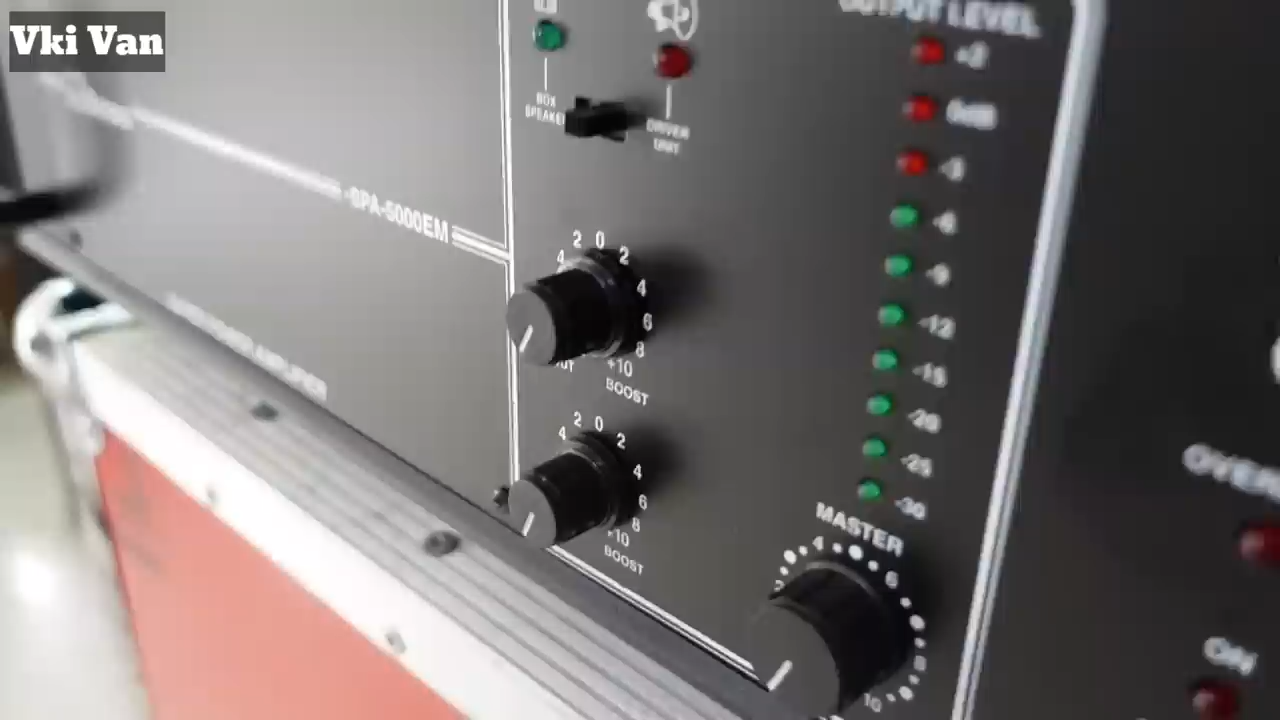 Vki Van
OUTPUT LEVEL
+2
0dB
-3
-6
-9
-12
-15
-20
-25
-30
BOX
SPEAKER
DRIVER
UNIT
SPA-5000EM
4 2 0 2 4 6 8 +10
BOOST
4 2 0 2 4 6 8 +10
BOOST
AMPLIFIER
MASTER
2 4 6 8 10
ON